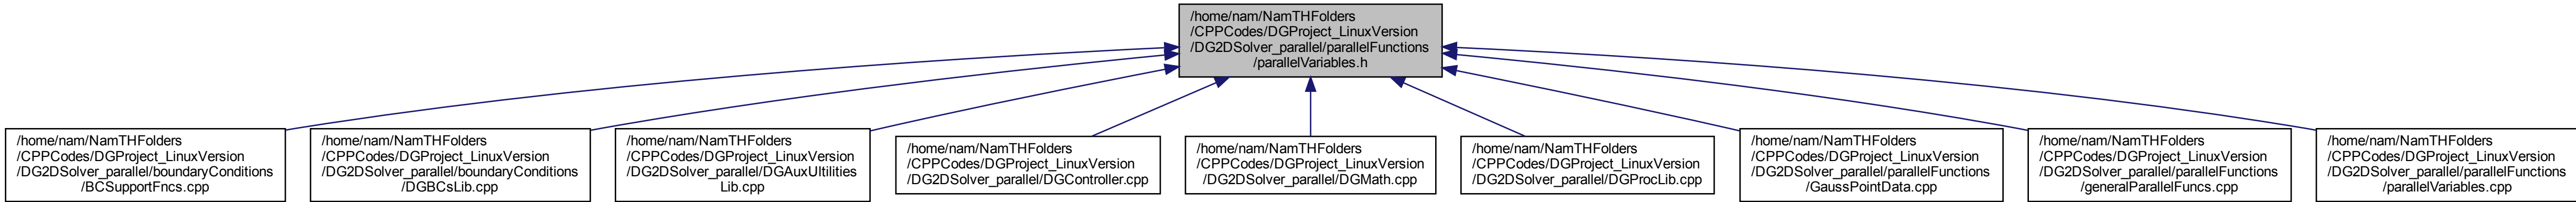 /home/nam/NamTHFolders
/CPPCodes/DGProject_LinuxVersion
/DG2DSolver_parallel/parallelFunctions
/parallelVariables.h
/home/nam/NamTHFolders
/CPPCodes/DGProject_LinuxVersion
/DG2DSolver_parallel/boundaryConditions
/BCSupportFncs.cpp
/home/nam/NamTHFolders
/CPPCodes/DGProject_LinuxVersion
/DG2DSolver_parallel/boundaryConditions
/DGBCsLib.cpp
/home/nam/NamTHFolders
/CPPCodes/DGProject_LinuxVersion
/DG2DSolver_parallel/DGAuxUltilities
Lib.cpp
/home/nam/NamTHFolders
/CPPCodes/DGProject_LinuxVersion
/DG2DSolver_parallel/DGController.cpp
/home/nam/NamTHFolders
/CPPCodes/DGProject_LinuxVersion
/DG2DSolver_parallel/DGMath.cpp
/home/nam/NamTHFolders
/CPPCodes/DGProject_LinuxVersion
/DG2DSolver_parallel/DGProcLib.cpp
/home/nam/NamTHFolders
/CPPCodes/DGProject_LinuxVersion
/DG2DSolver_parallel/parallelFunctions
/GaussPointData.cpp
/home/nam/NamTHFolders
/CPPCodes/DGProject_LinuxVersion
/DG2DSolver_parallel/parallelFunctions
/generalParallelFuncs.cpp
/home/nam/NamTHFolders
/CPPCodes/DGProject_LinuxVersion
/DG2DSolver_parallel/parallelFunctions
/parallelVariables.cpp